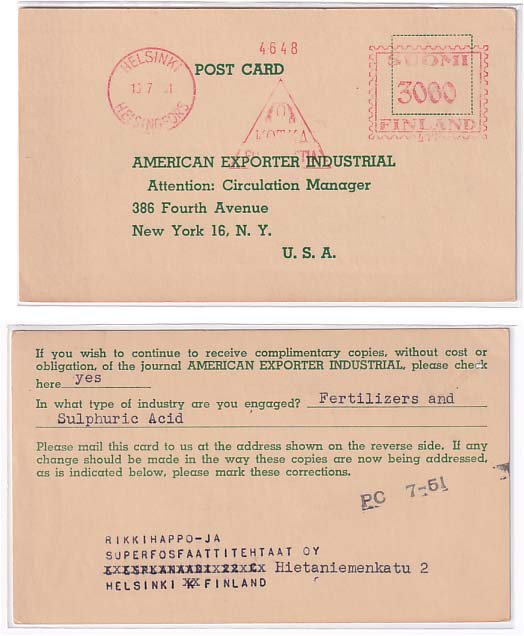 4648
HELSINKI
HELSINGFORS
POST CARD
SUOMI
3000
FINLAND
KOTKA
AMERICAN EXPORTER INDUSTRIAL
Attention: Circulation Manager
386 Fourth Avenue
New York 16, N. Y.
U. S. A.
If you wish to continue to receive complimentary copies, without cost or
obligation, of the journal AMERICAN EXPORTER INDUSTRIAL, please check
here yes
In what type of industry are you engaged? Fertilizers and
Sulphuric Acid
Please mail this card to us at the address shown on the reverse side. If any
change should be made in the way these copies are now being addressed,
as is indicated below, please mark these corrections.
PC 7-51
RIKKIHAPPO-JA
SUPERFOSFAATTITEHTAAT OY
E ESPLANAADI 22 C Hietaniemenkatu 2
HELSINKI FINLAND